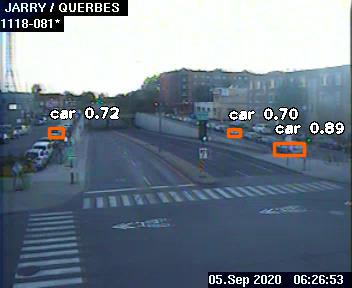 JARRY / QUERBES
1118-081*
car 0.72
car 0.70
car 0.89
05.Sep 2020 06:26:53